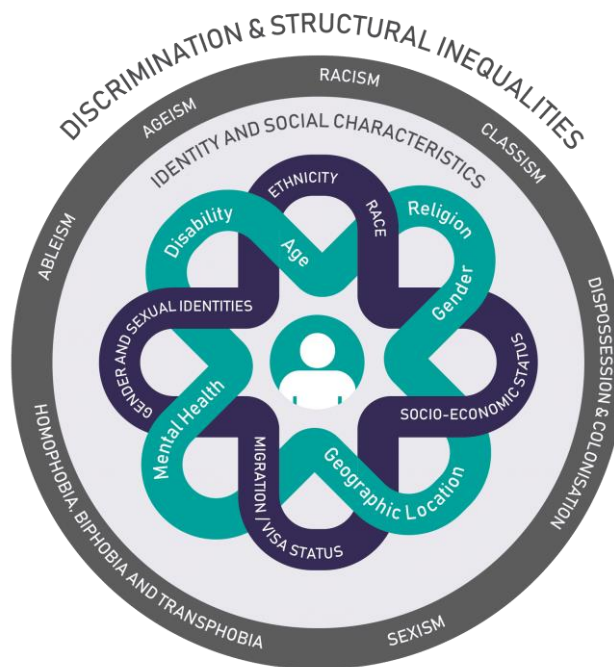 DISCRIMINATION & STRUCTURAL INEQUALITIES
RACISM
AGEISM
CLASSISM
ABLEISM
DISPOSSESSION & COLONISATION
HOMOPHOBIA, BIPHOBIA AND TRANSPHOBIA
SEXISM
IDENTITY AND SOCIAL CHARACTERISTICS
ETHNICITY
RACE
Disability
Age
Religion
Gender
GENDER AND SEXUAL IDENTITIES
SOCIO-ECONOMIC STATUS
Mental Health
MIGRATION / VISA STATUS
Geographic Location